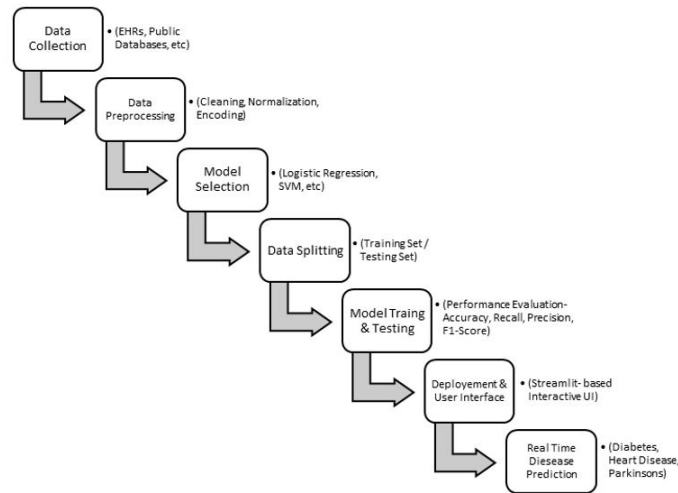 Data
Collection
• (EHRs, Public
Databases, etc)
Data
Preprocessing
• (Cleaning, Normalization,
Encoding)
Model
Selection
• (Logistic Regression,
SVM, etc)
Data Splitting
• (Training Set /
Testing Set)
Model Traing
& Testing
• (Performance Evaluation-
Accuracy, Recall, Precision,
F1-Score)
Deployement &
User Interface
• (Streamlit- based
Interactive UI)
Real Time
Diesease
Prediction
• (Diabetes,
Heart Disease,
Parkinsons)